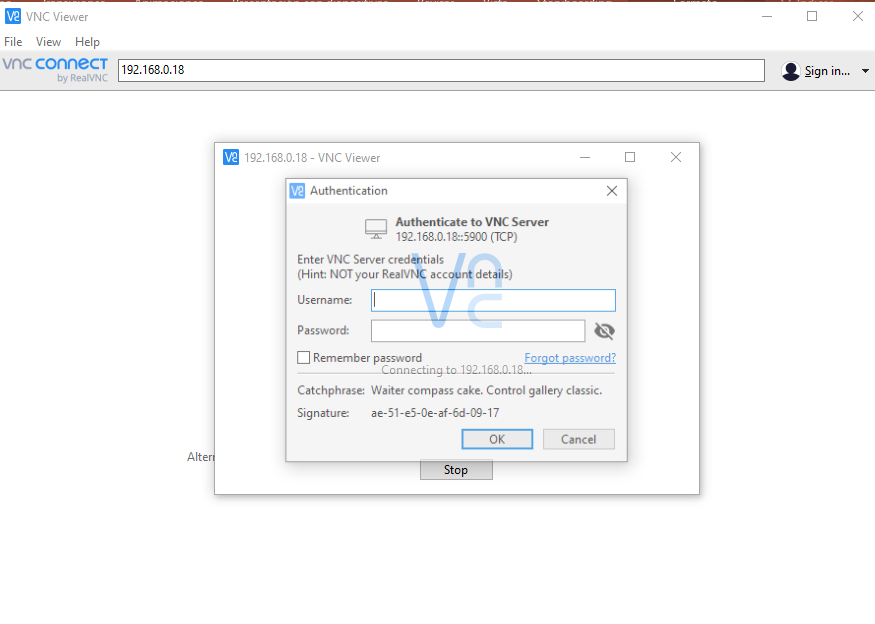 VNC Viewer
File View Help
vnc connect
by RealVNC
192.168.0.18
Sign in...
192.168.0.18 - VNC Viewer
Authentication
Authenticate to VNC Server
192.168.0.18::5900 (TCP)
Enter VNC Server credentials
(Hint: NOT your RealVNC account details)
Username:
Password:
Remember password
Forgot password?
Connecting to 192.168.0.18...
Catchphrase: Waiter compass cake. Control gallery classic.
Signature: ae-51-e5-0e-af-6d-09-17
OK Cancel
Altern
Stop